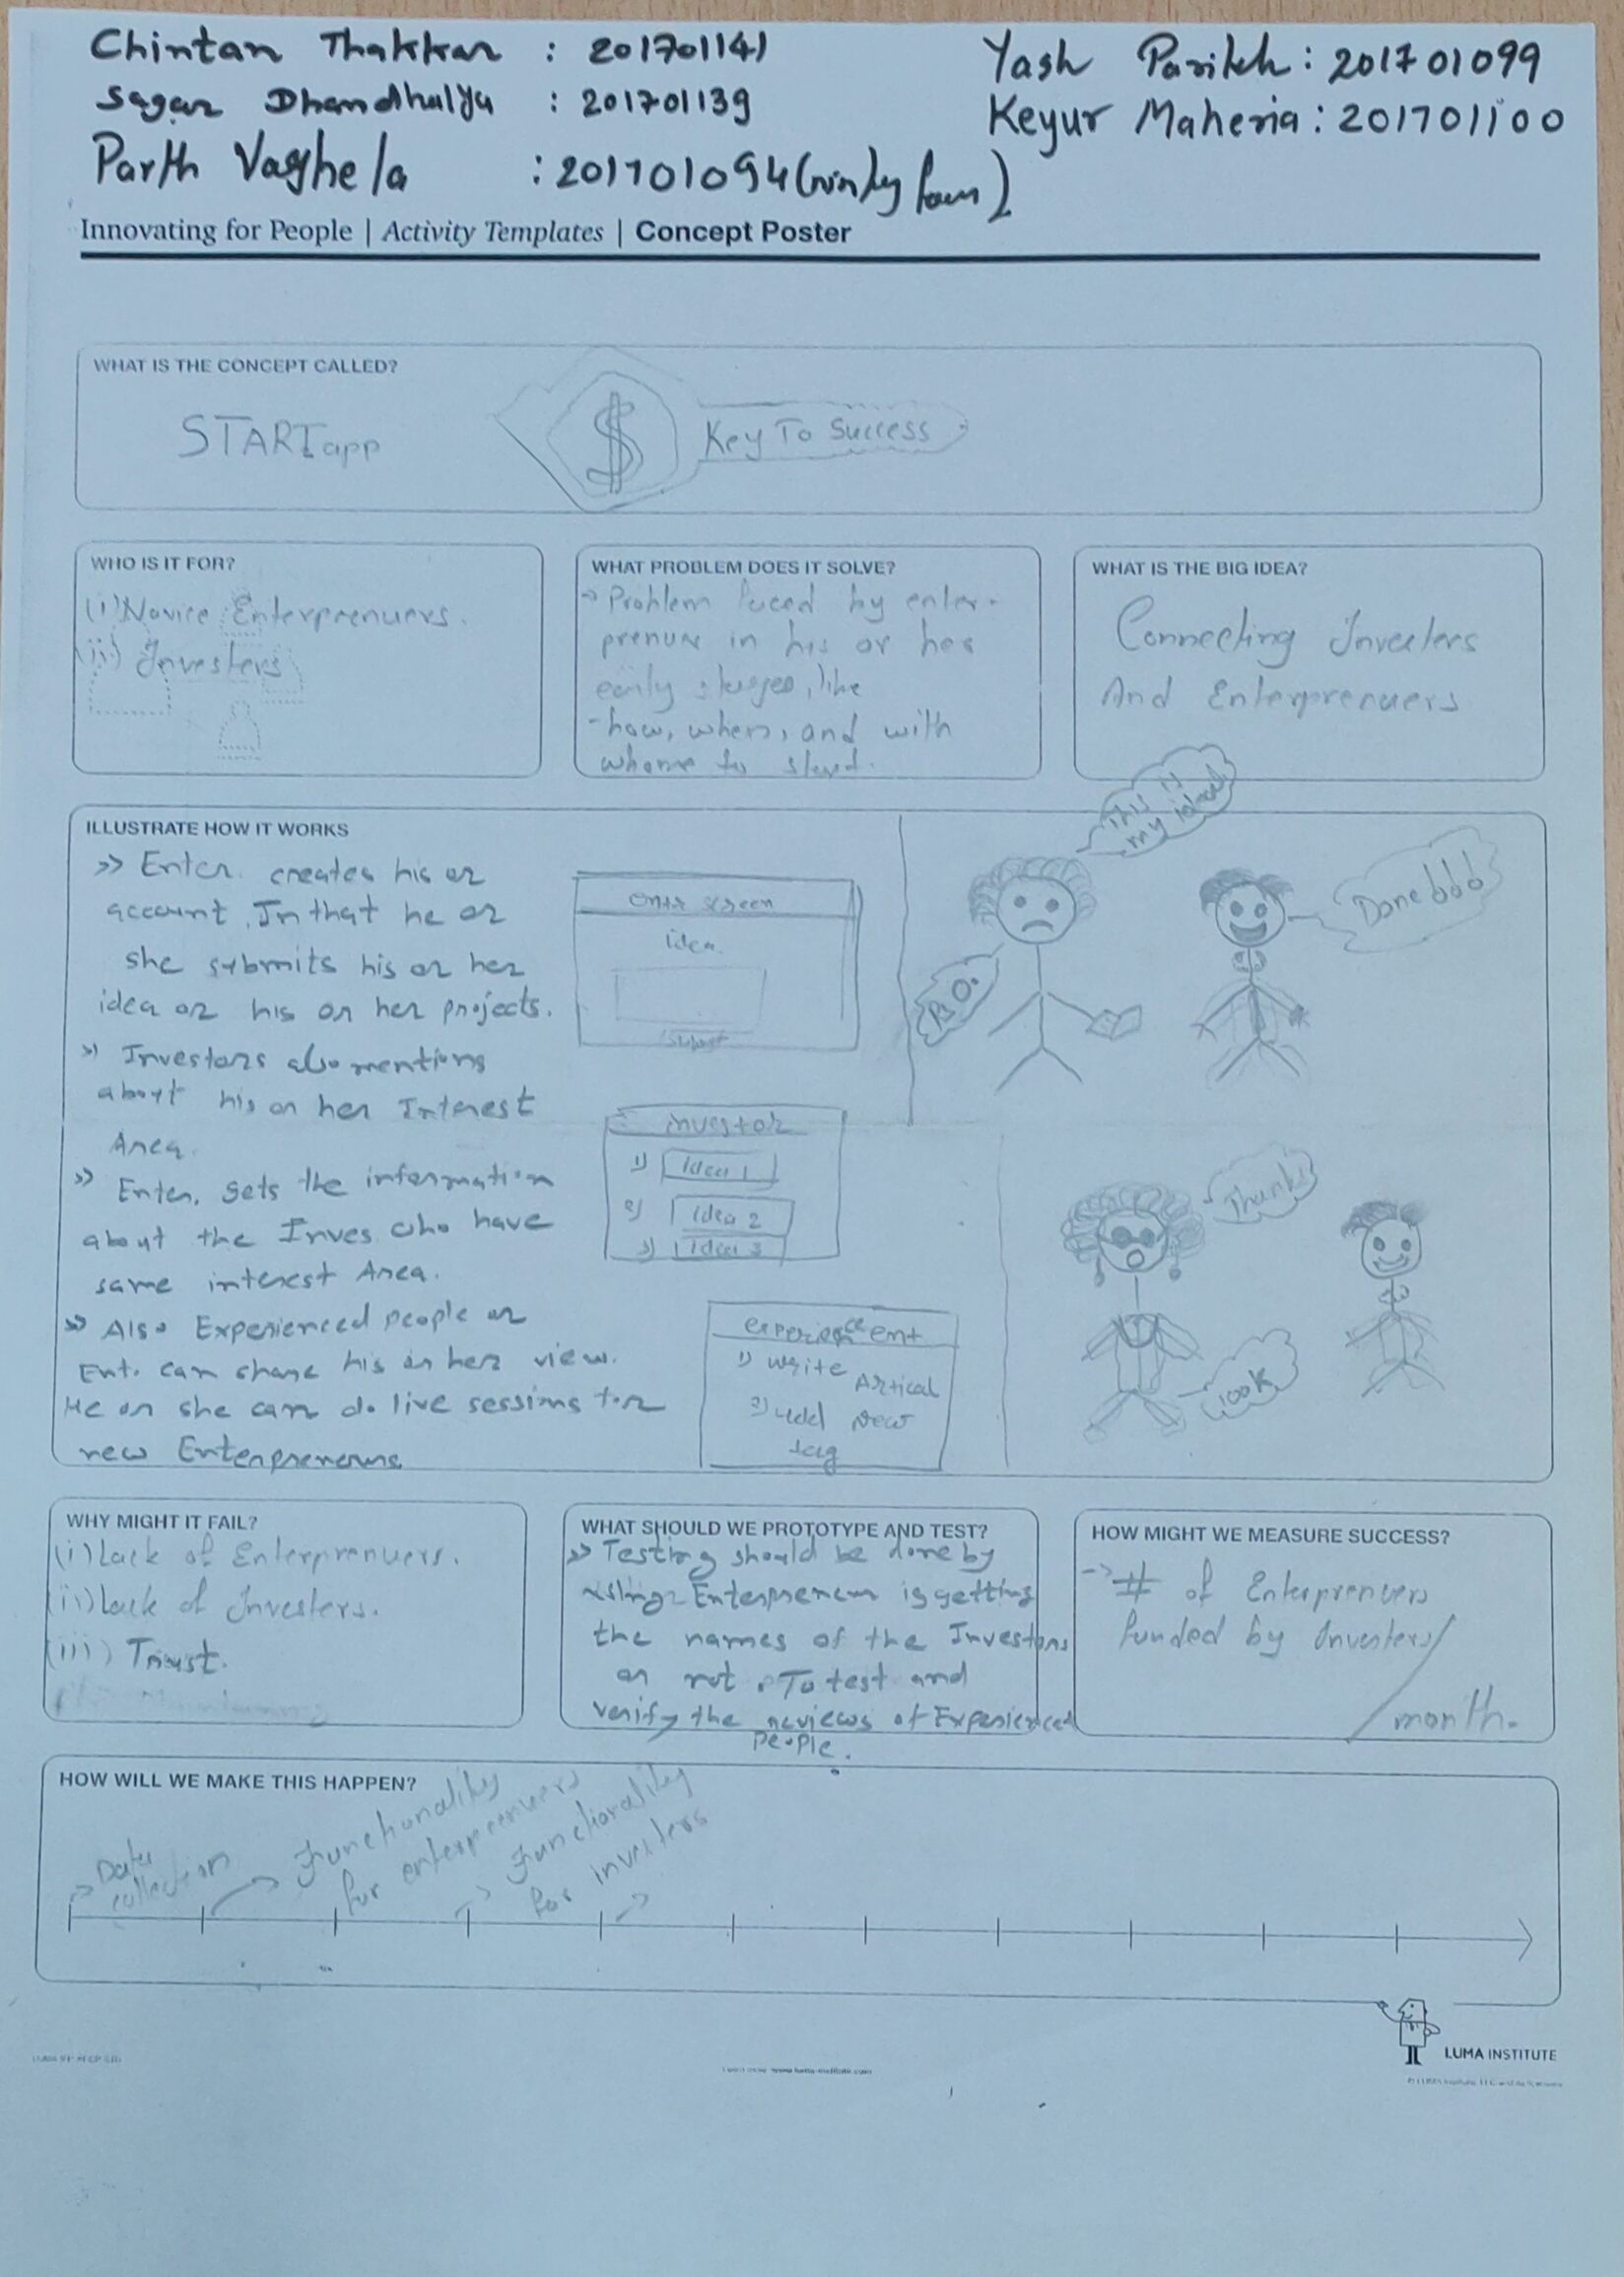 Chintan Thakkar : 201701141
Sagar Dhandhalya : 201701139
Parth Vaghela : 201701094
Yash Parikh : 201701099
Keyur Maheria : 201701100
Innovating for People | Activity Templates | Concept Poster
WHAT IS THE CONCEPT CALLED?
STARTapp
$
Key To Success
WHO IS IT FOR?
(i) Novice Enterprenuers.
(ii) Investers
WHAT PROBLEM DOES IT SOLVE?
→ Problem faced by enter-
prenure in his or her
early stages, like
- how, when, and with
whome to start.
WHAT IS THE BIG IDEA?
Connecting Investers
And Enterprenuers
ILLUSTRATE HOW IT WORKS
>> Enter. creates his or
account. In that he or
she submits his or her
idea or his or her projects.
>> Investors also mentions
about his or her Interest
Area.
>> Enter. gets the information
about the Inves who have
same interest Area.
>> Also Experienced people or
Ent. can share his or her view.
He or she can do live sessions for
new Enterpreneurs
screen
idea
Submit
investor
1) Idea 1
2) Idea 2
3) Idea 3
experience ent
1) write Artical
2) Add new
tag
This is
my idea
Done
Thanks
100K
WHY MIGHT IT FAIL?
(i) Lack of Enterprenuers.
(ii) Lack of Investers.
(iii) Trust.
WHAT SHOULD WE PROTOTYPE AND TEST?
>> Testing should be done by
is getting
the names of the Investors
or not. To test and
verify the reviews of Experienced
People.
HOW MIGHT WE MEASURE SUCCESS?
→ # of Enterprenuers
funded by Investers/
month.
HOW WILL WE MAKE THIS HAPPEN?
→ Data
collection
→ Functionality
for enterprenuers
→ Functionality
for investers
→
LUMA INSTITUTE